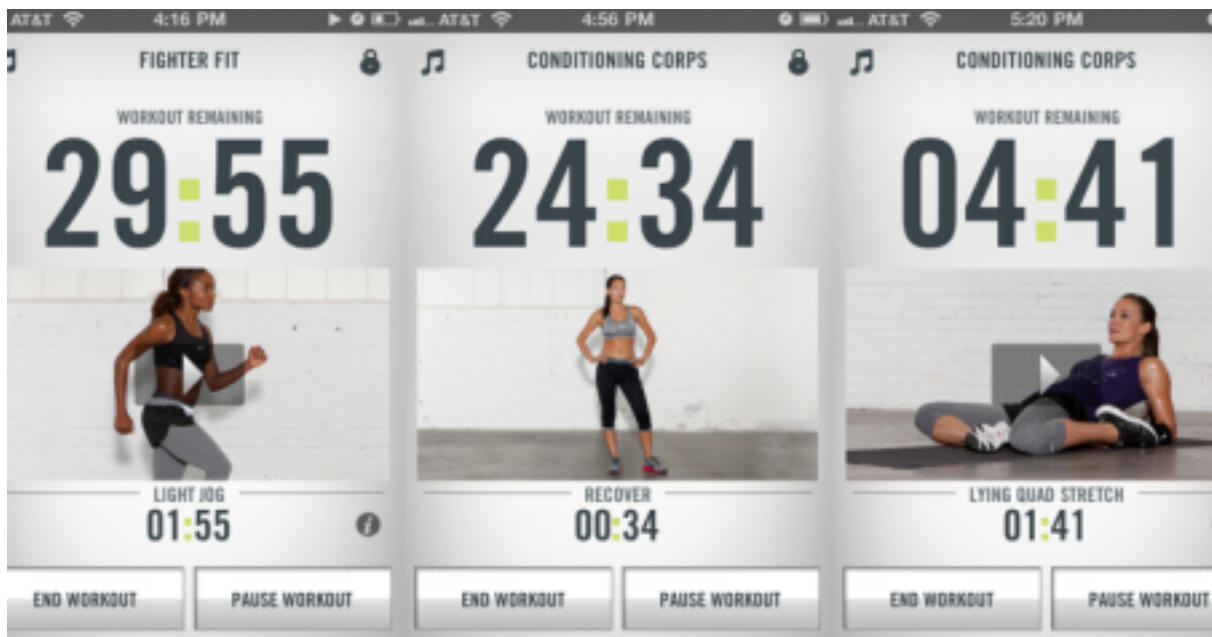 AT&T 4:16 PM
FIGHTER FIT
WORKOUT REMAINING
29:55
LIGHT JOG
01:55
i
END WORKOUT
PAUSE WORKOUT
AT&T 4:56 PM
CONDITIONING CORPS
WORKOUT REMAINING
24:34
RECOVER
00:34
END WORKOUT
PAUSE WORKOUT
AT&T 5:20 PM
CONDITIONING CORPS
WORKOUT REMAINING
04:41
LYING QUAD STRETCH
01:41
END WORKOUT
PAUSE WORKOUT